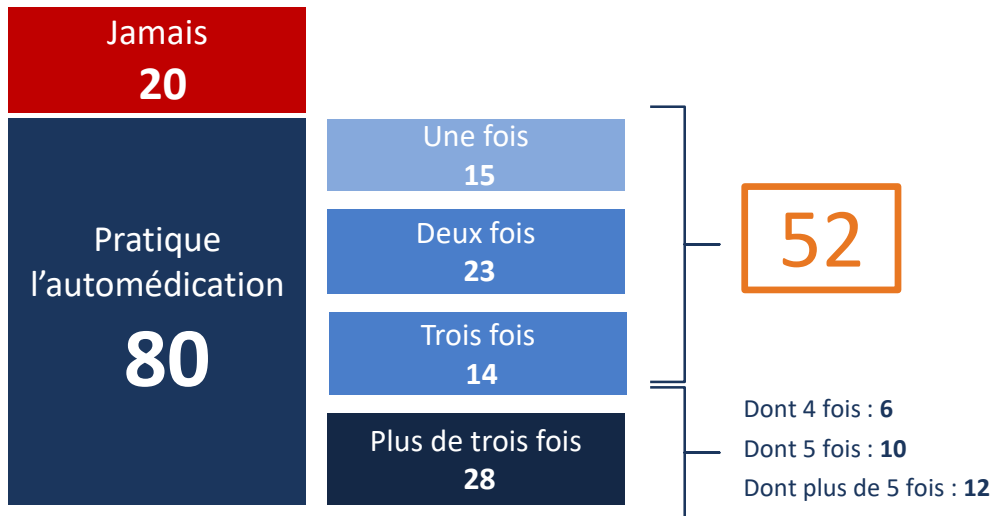 Jamais
20
Pratique
l’automédication
80
Une fois
15
Deux fois
23
Trois fois
14
Plus de trois fois
28
52
Dont 4 fois : 6
Dont 5 fois : 10
Dont plus de 5 fois : 12